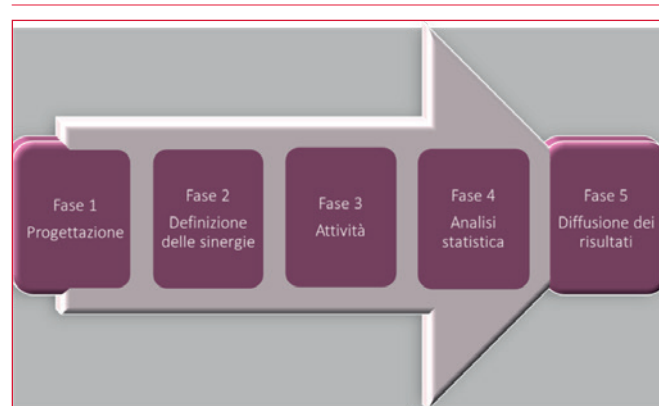 Fase 1
Progettazione
Fase 2
Definizione
delle sinergie
Fase 3
Attività
Fase 4
Analisi
statistica
Fase 5
Diffusione dei
risultati